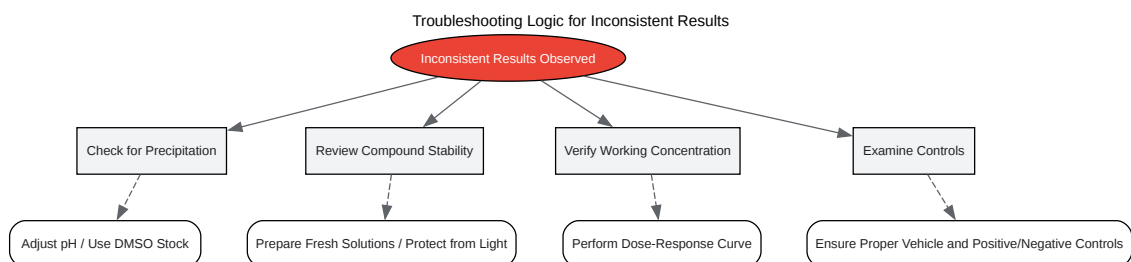 Troubleshooting Logic for Inconsistent Results
Inconsistent Results Observed
Check for Precipitation
Review Compound Stability
Verify Working Concentration
Examine Controls
Adjust pH / Use DMSO Stock
Prepare Fresh Solutions / Protect from Light
Perform Dose-Response Curve
Ensure Proper Vehicle and Positive/Negative Controls